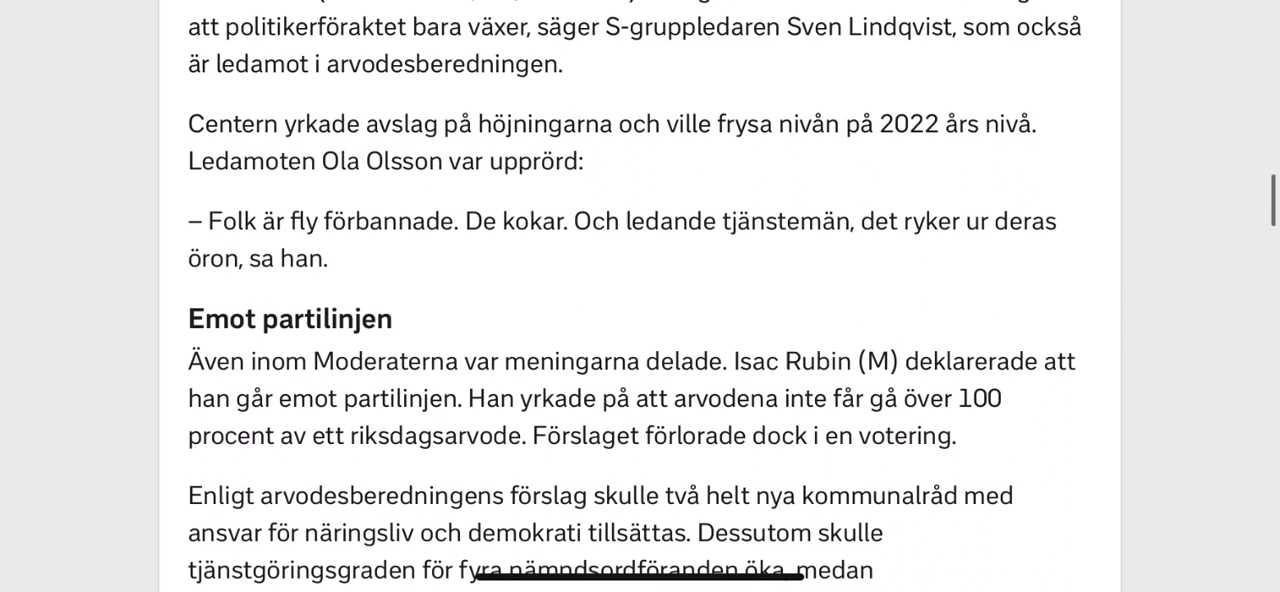 att politikerföraktet bara växer, säger S-gruppledaren Sven Lindqvist, som också
är ledamot i arvodesberedningen.
Centern yrkade avslag på höjningarna och ville frysa nivån på 2022 års nivå.
Ledamoten Ola Olsson var upprörd:
– Folk är fly förbannade. De kokar. Och ledande tjänstemän, det ryker ur deras
öron, sa han.
Emot partilinjen
Även inom Moderaterna var meningarna delade. Isac Rubin (M) deklarerade att
han går emot partilinjen. Han yrkade på att arvodena inte får gå över 100
procent av ett riksdagsarvode. Förslaget förlorade dock i en votering.
Enligt arvodesberedningens förslag skulle två helt nya kommunalråd med
ansvar för näringsliv och demokrati tillsättas. Dessutom skulle
tjänstgöringsgraden för fyra nämndsordföranden öka, medan